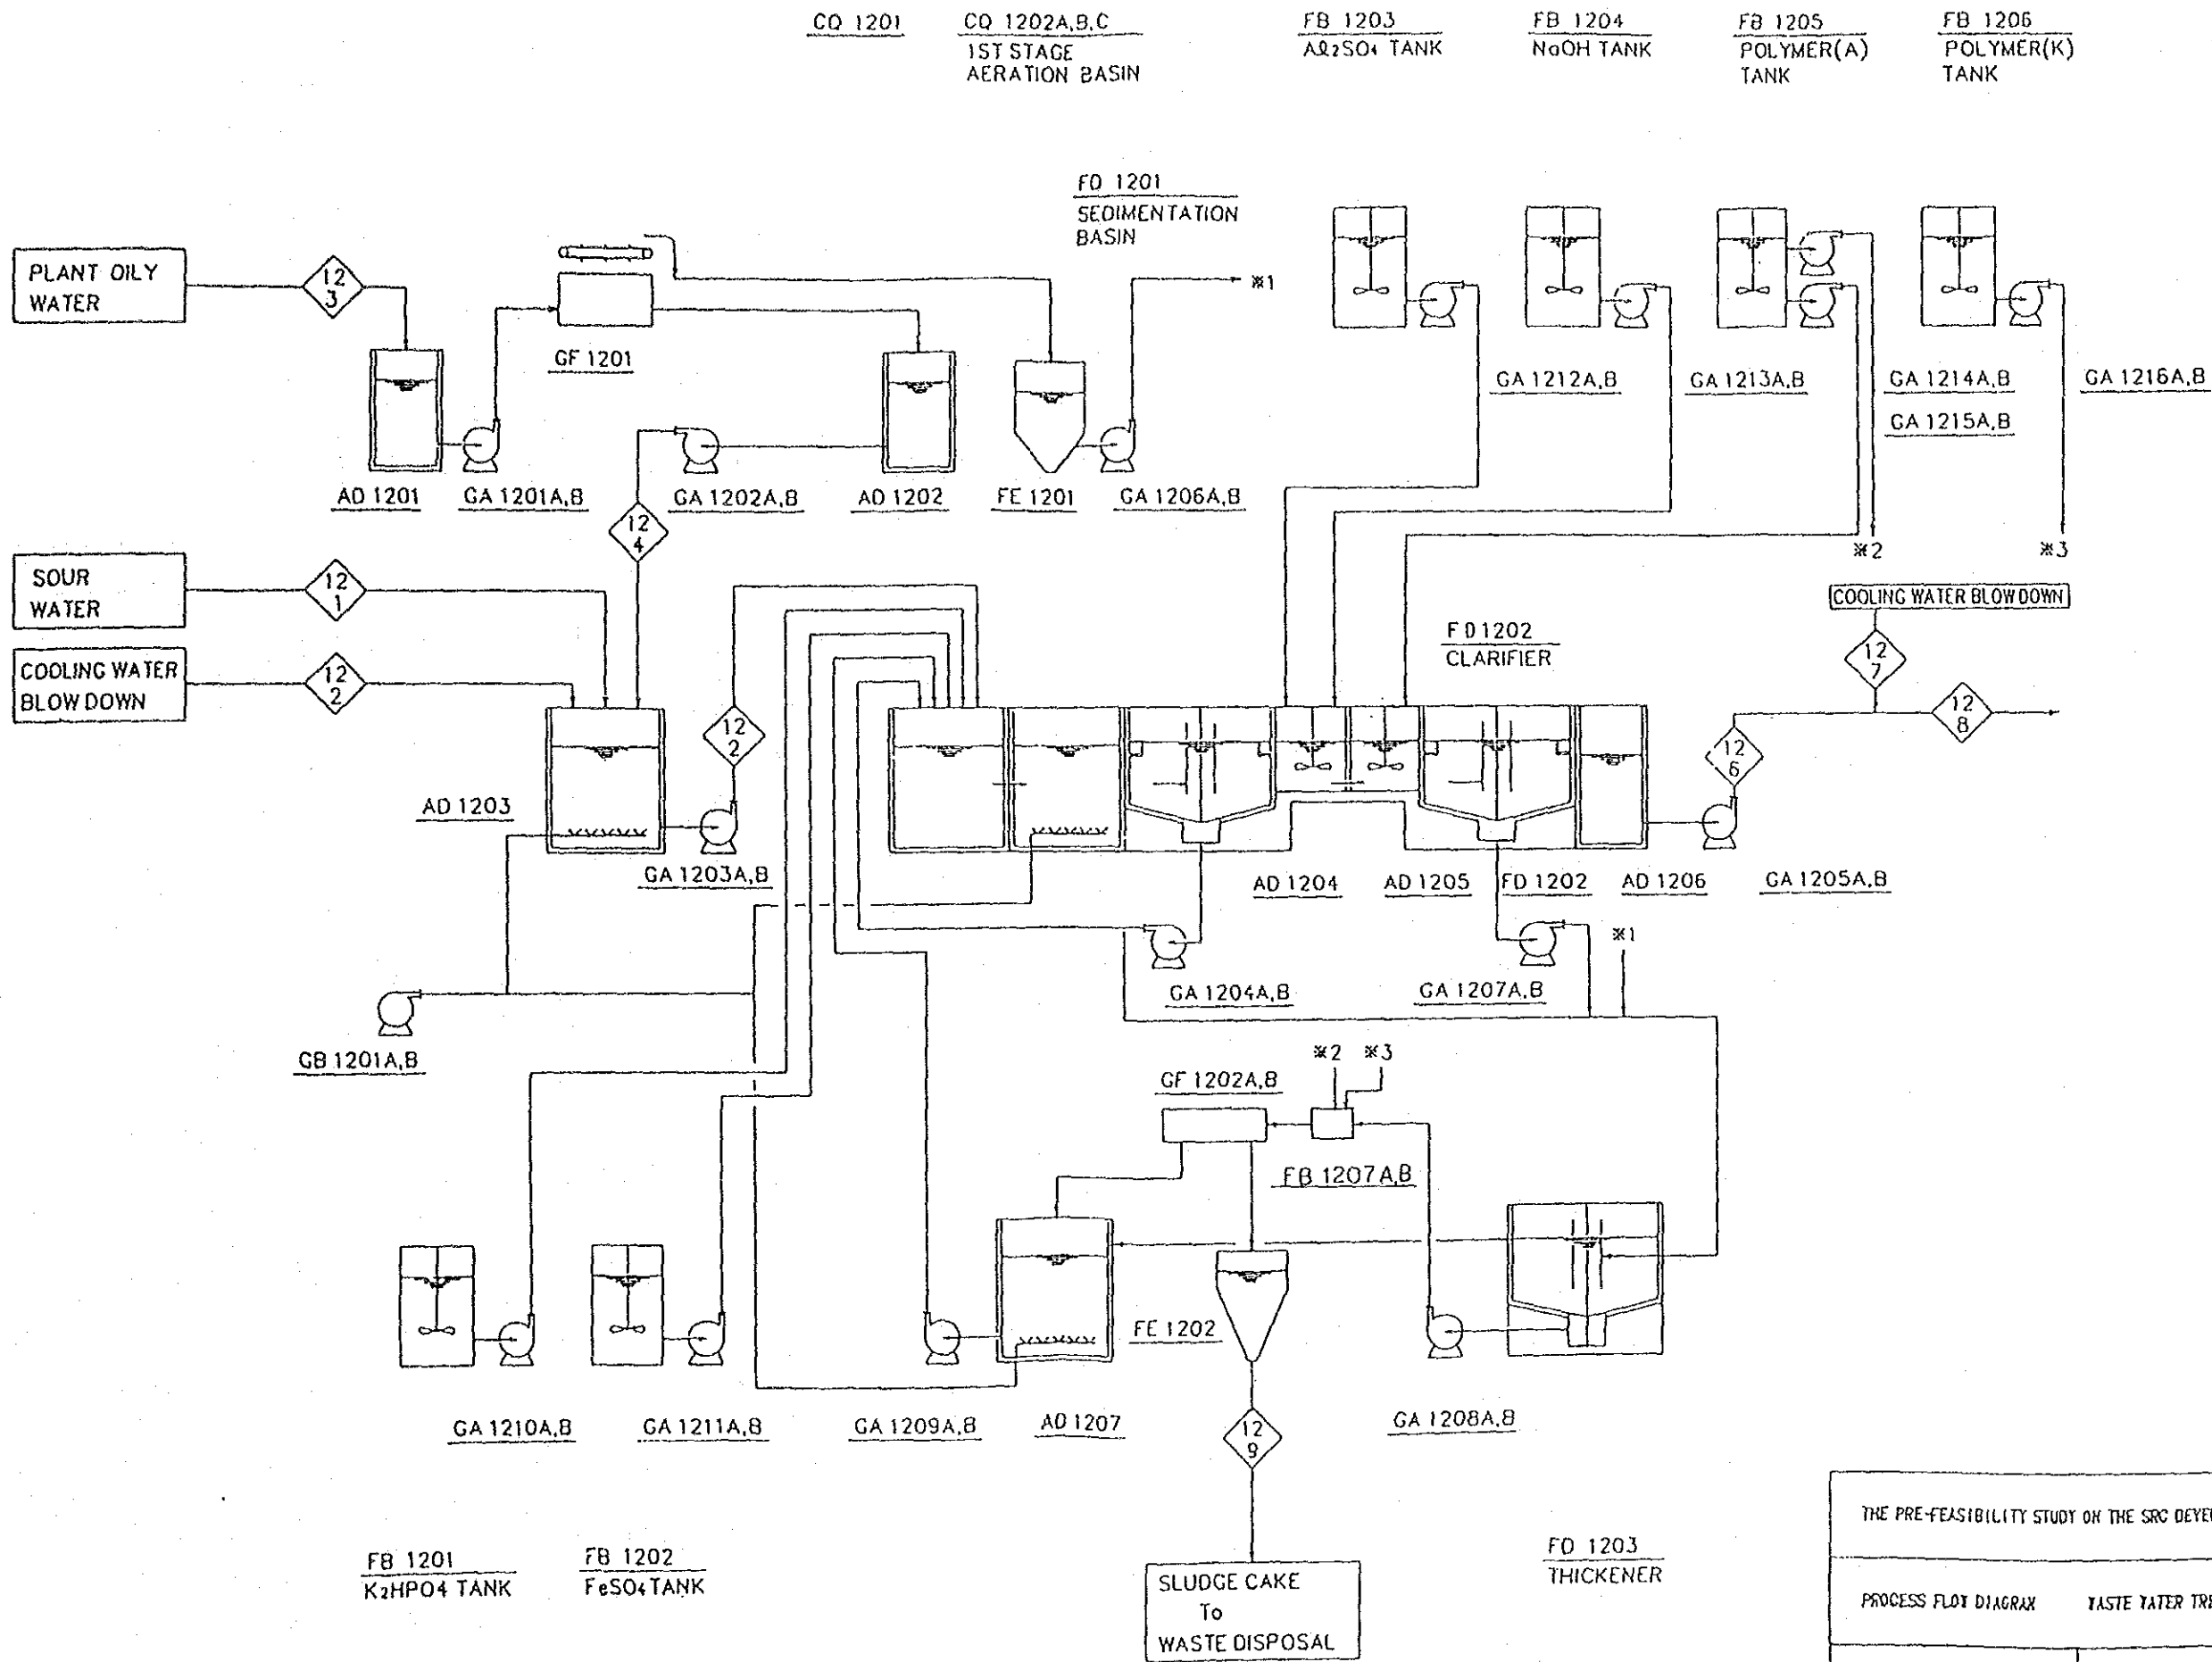 CQ 1201
CQ 1202A,B,C
1ST STAGE
AERATION BASIN
FB 1203
Aℓ2SO4 TANK
FB 1204
NaOH TANK
FB 1205
POLYMER(A)
TANK
FB 1206
POLYMER(K)
TANK
FD 1201
SEDIMENTATION
BASIN
PLANT OILY
WATER
12
3
※1
GF 1201
GA 1212A,B
GA 1213A,B
GA 1214A,B
GA 1215A,B
GA 1216A,B
AD 1201
GA 1201A,B
GA 1202A,B
AD 1202
FE 1201
GA 1206A,B
12
4
※2
※3
SOUR
WATER
12
1
COOLING WATER BLOW DOWN
COOLING WATER
BLOW DOWN
12
2
FD 1202
CLARIFIER
12
7
12
8
12
2
12
6
AD 1203
GA 1203A,B
AD 1204
AD 1205
FD 1202
AD 1206
GA 1205A,B
※1
GA 1204A,B
GA 1207A,B
GB 1201A,B
※2
※3
GF 1202A,B
FB 1207A,B
FE 1202
GA 1210A,B
GA 1211A,B
GA 1209A,B
AD 1207
GA 1208A,B
12
9
FB 1201
K2HPO4 TANK
FB 1202
FeSO4 TANK
SLUDGE CAKE
To
WASTE DISPOSAL
FD 1203
THICKENER
THE PRE-FEASIBILITY STUDY ON THE SRC
PROCESS FLOW DIAGRAM WASTE WATER